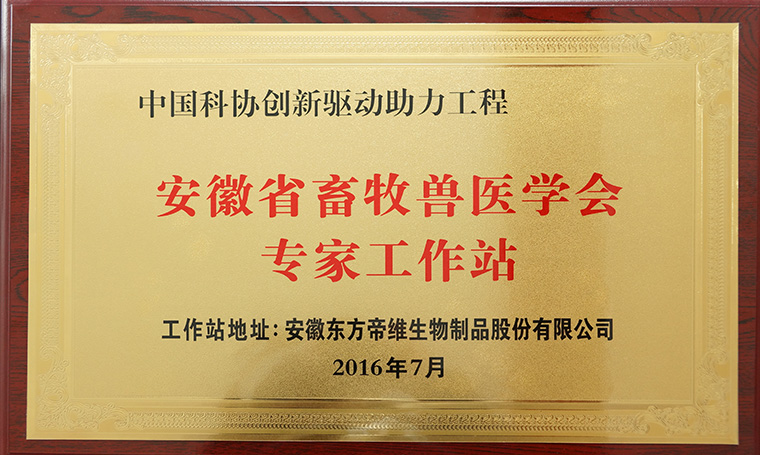 中国科协创新驱动助力工程
安徽省畜牧兽医学会
专家工作站
工作站地址：安徽东方帝维生物制品股份有限公司
2016年7月